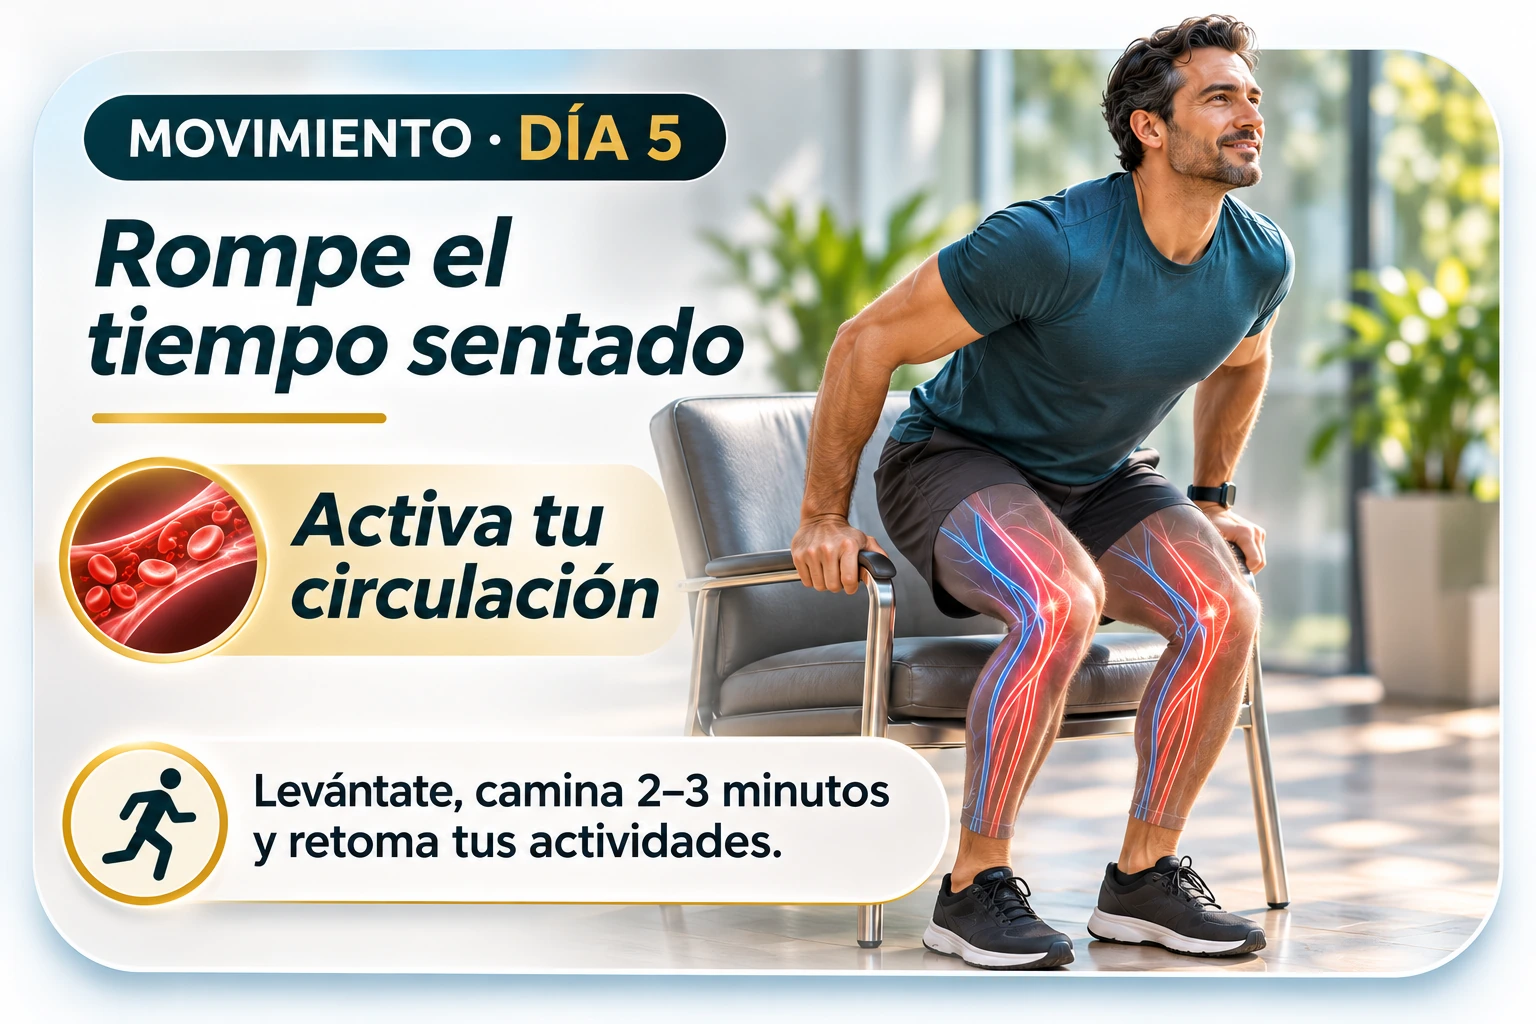 MOVIMIENTO · DÍA 5
Rompe el
tiempo sentado
Activa tu
circulación
Levántate, camina 2–3 minutos
y retoma tus actividades.